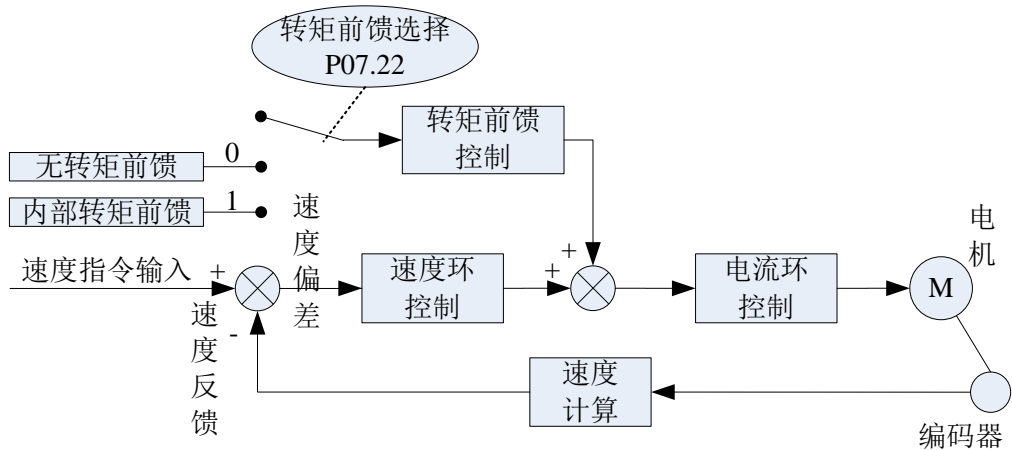 转矩前馈选择
P07.22
转矩前馈
控制
无转矩前馈
0
内部转矩前馈
1
速度指令输入
+
-
速度偏差
速度反馈
速度环
控制
+
+
电流环
控制
电机
M
速度
计算
编码器